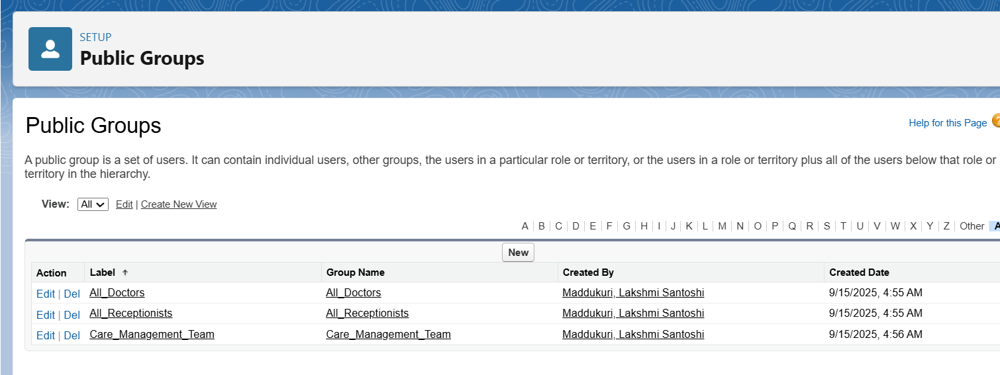 SETUP
Public Groups
Public Groups
Help for this Page
A public group is a set of users. It can contain individual users, other groups, the users in a particular role or territory, or the users in a role or territory plus all of the users below that role or
territory in the hierarchy.
View: All Edit | Create New View
A | B | C | D | E | F | G | H | I | J | K | L | M | N | O | P | Q | R | S | T | U | V | W | X | Y | Z | Other
New
Action Label Group Name Created By Created Date
Edit | Del All_Doctors All_Doctors Maddukuri, Lakshmi Santoshi 9/15/2025, 4:55 AM
Edit | Del All_Receptionists All_Receptionists Maddukuri, Lakshmi Santoshi 9/15/2025, 4:55 AM
Edit | Del Care_Management_Team Care_Management_Team Maddukuri, Lakshmi Santoshi 9/15/2025, 4:56 AM